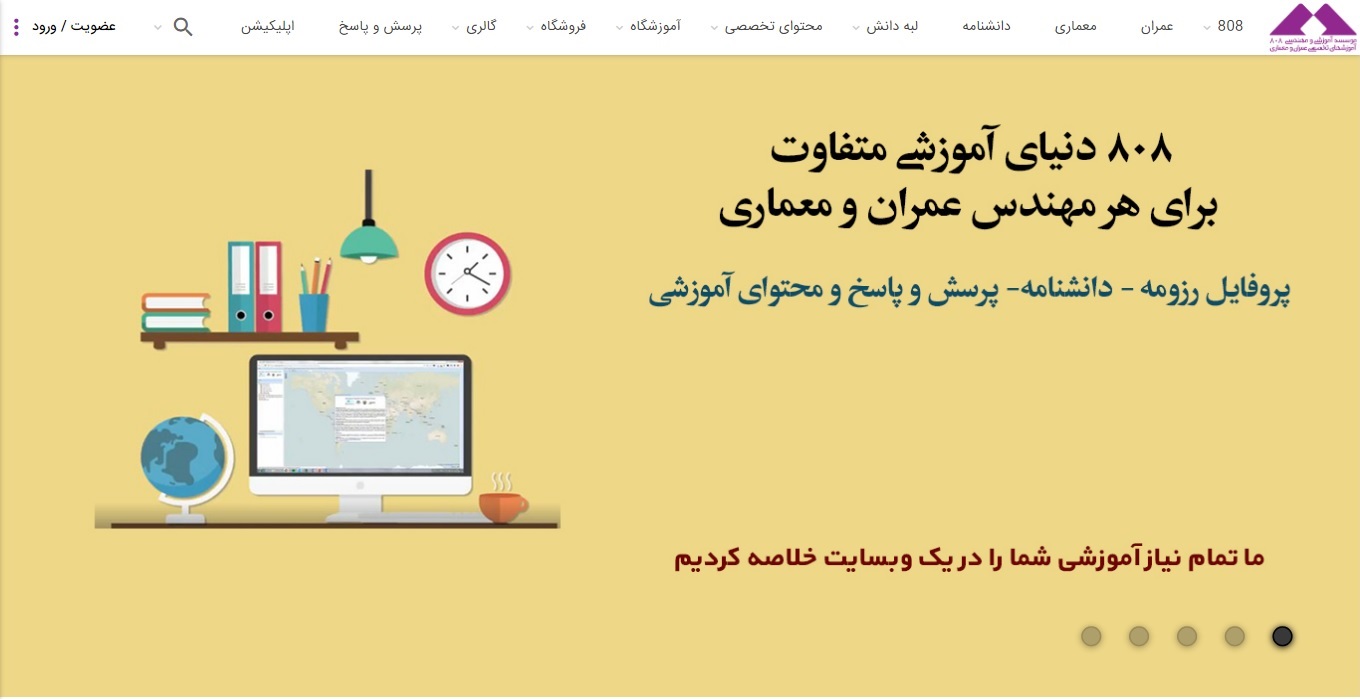 موسسه آموزشی و مهندسی ۸۰۸
آموزشهای تخصصی عمران و معماری
808
عمران
معماری
دانشنامه
لبه دانش
محتوای تخصصی
آموزشگاه
فروشگاه
گالری
پرسش و پاسخ
اپلیکیشن
عضویت / ورود
۸۰۸ دنیای آموزشی متفاوت
برای هر مهندس عمران و معماری
پروفایل رزومه - دانشنامه- پرسش و پاسخ و محتوای آموزشی
ما تمام نیاز آموزشی شما را در یک وبسایت خلاصه کردیم